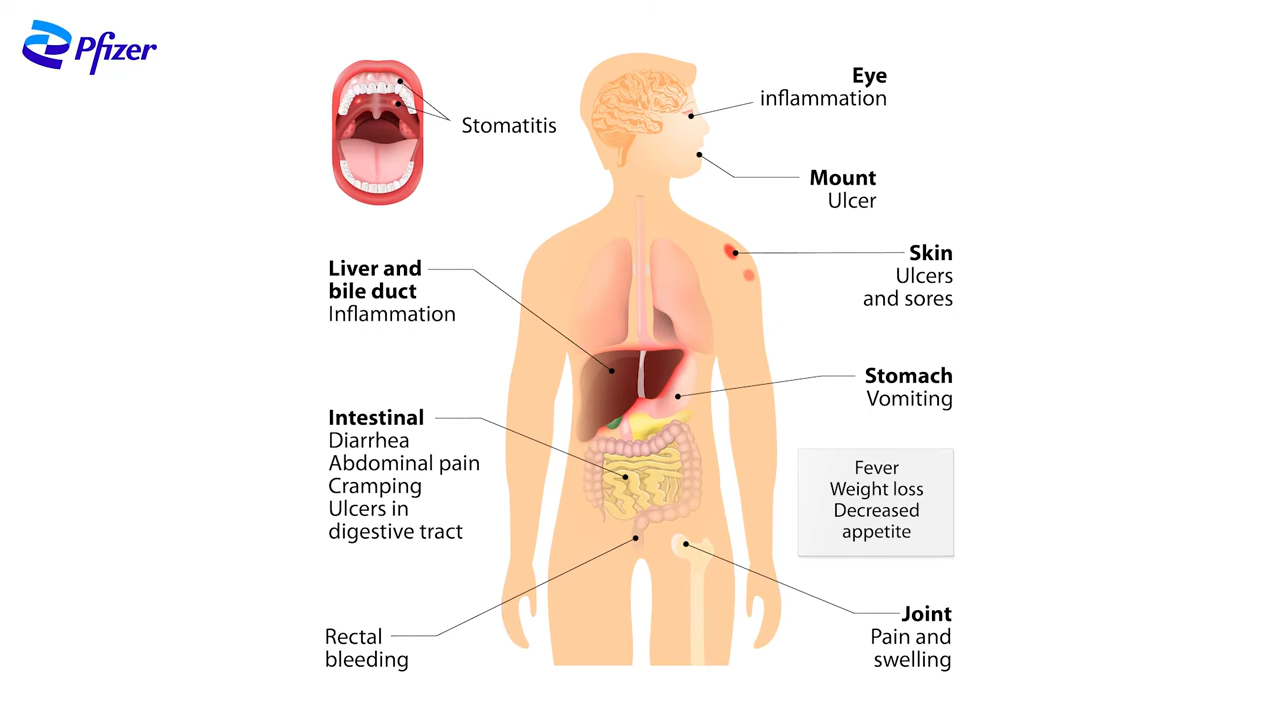 Pfizer
Stomatitis
Eye
inflammation
Mount
Ulcer
Skin
Ulcers
and sores
Liver and
bile duct
Inflammation
Stomach
Vomiting
Intestinal
Diarrhea
Abdominal pain
Cramping
Ulcers in
digestive tract
Fever
Weight loss
Decreased
appetite
Rectal
bleeding
Joint
Pain and
swelling